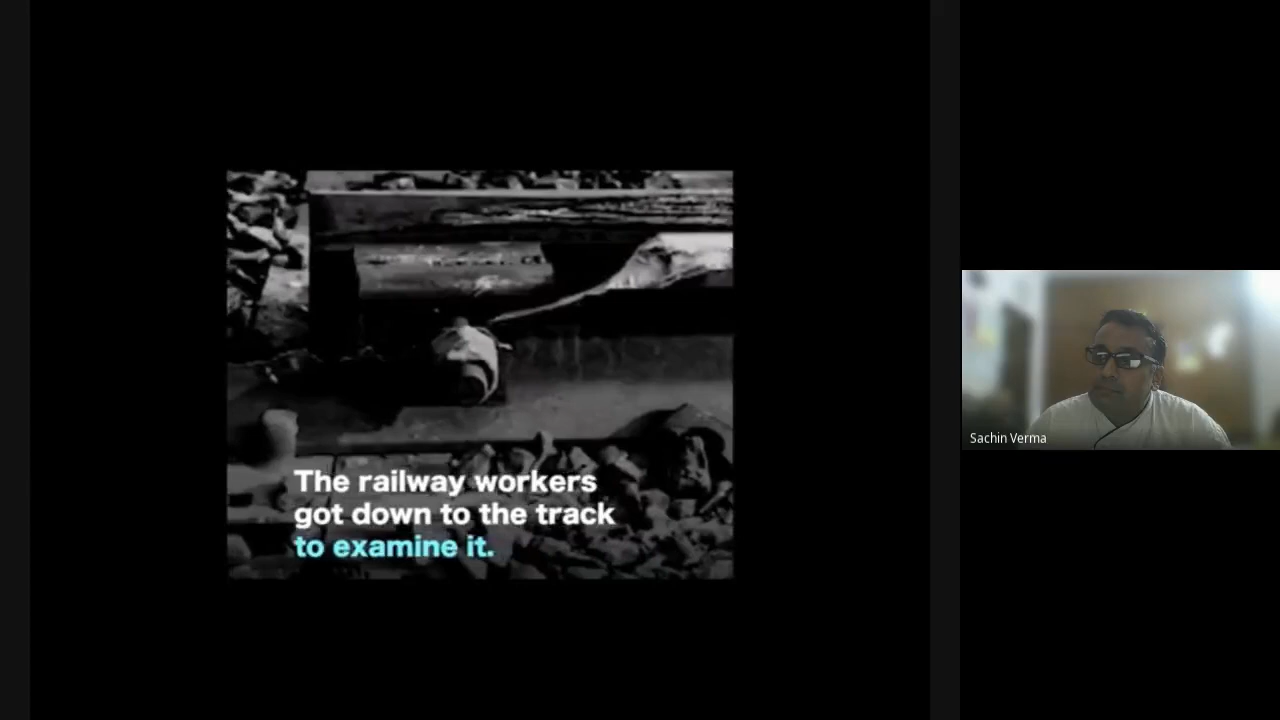 The railway workers
got down to the track
to examine it.
Sachin Verma